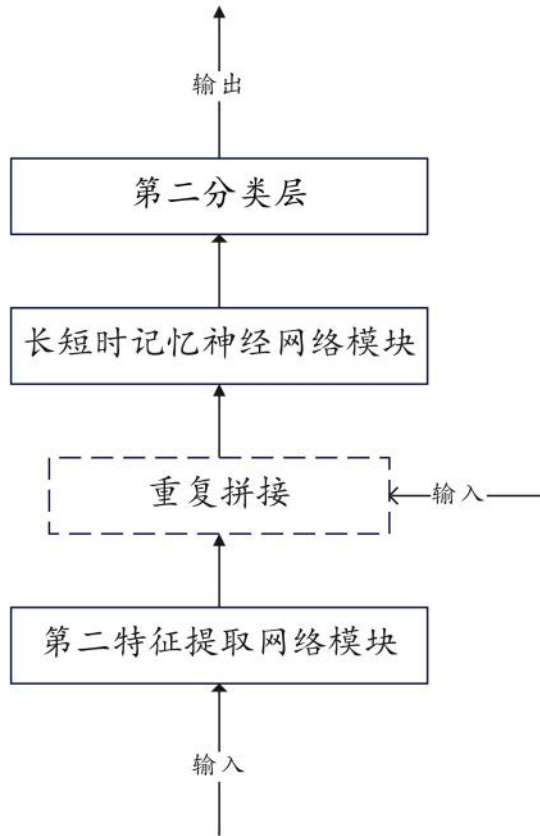 输出
第二分类层
长短时记忆神经网络模块
重复拼接
输入
第二特征提取网络模块
输入